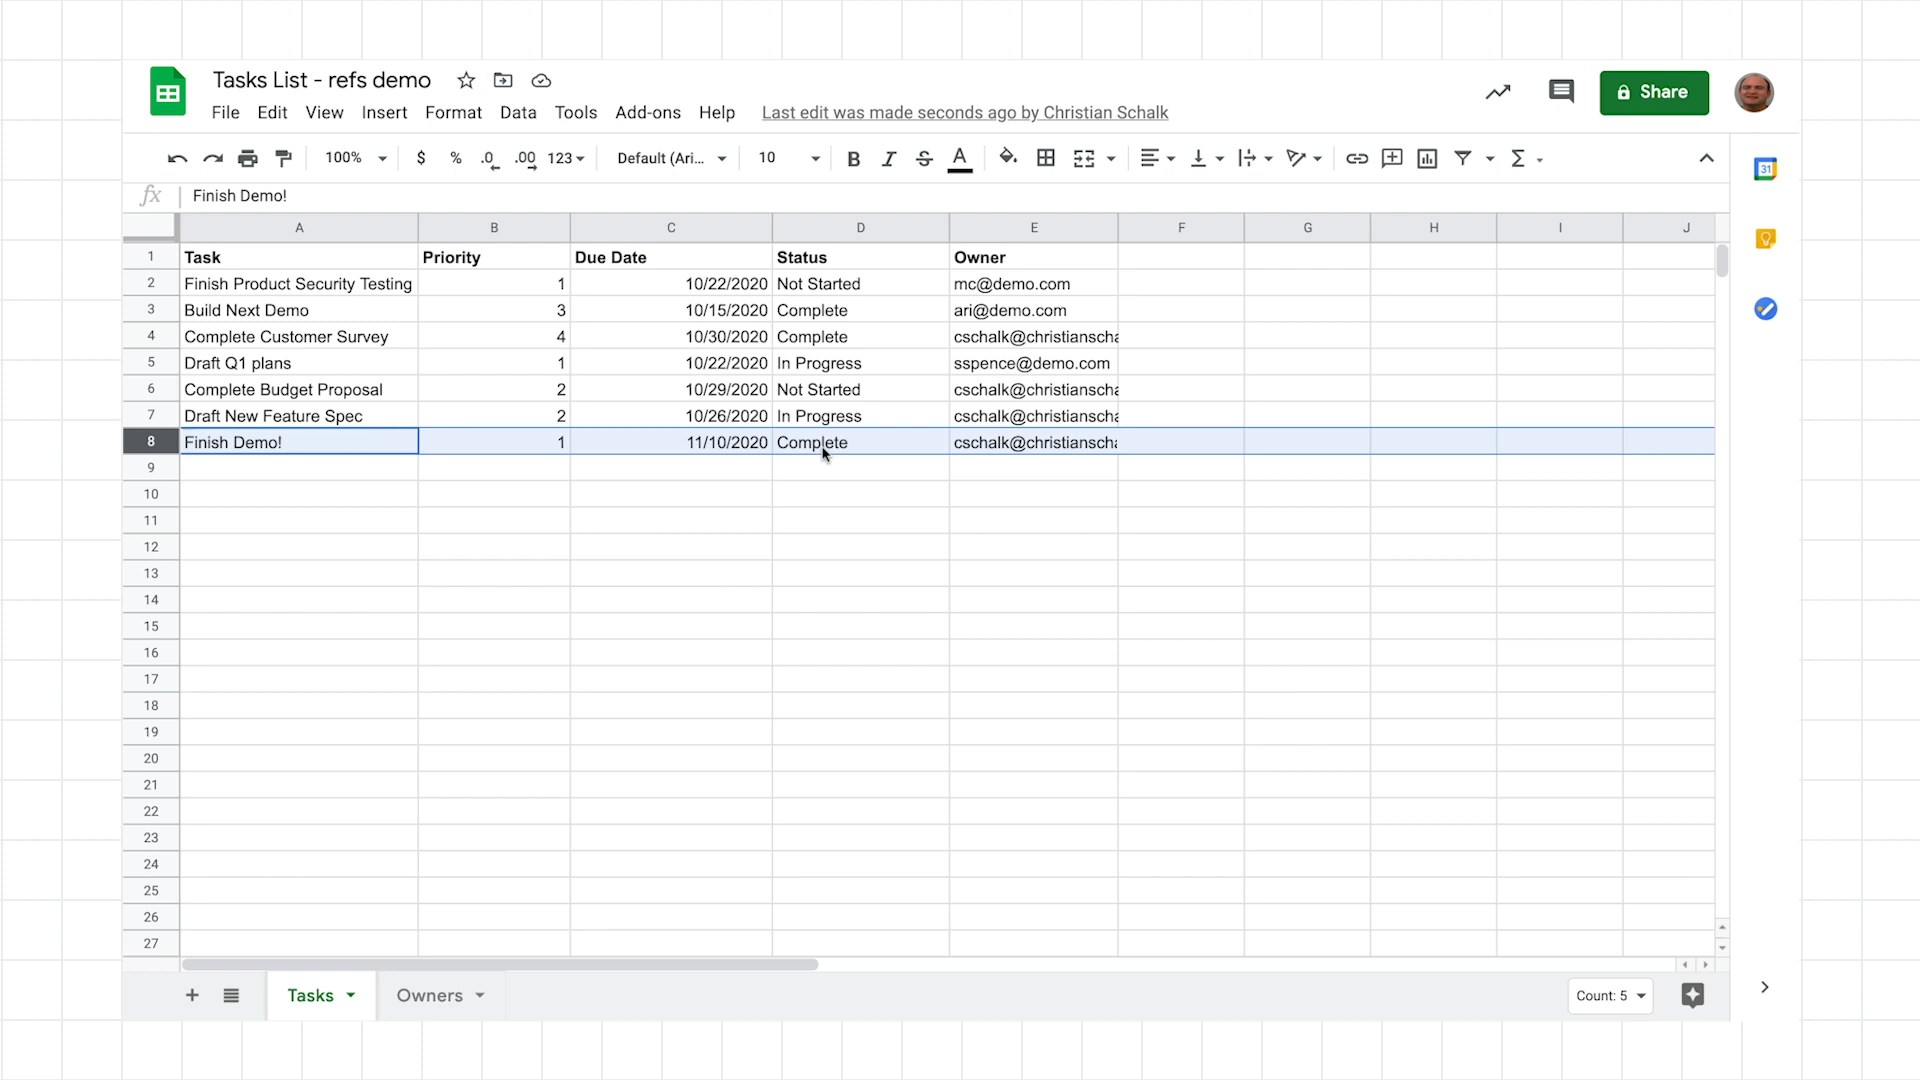 Tasks List - refs demo
File Edit View Insert Format Data Tools Add-ons Help Last edit was made seconds ago by Christian Schalk
Share
100% $ % .0 .00 123 Default (Ari... 10 B I S A
31
fx Finish Demo!
A B C D E F G H I J
1 Task Priority Due Date Status Owner
2 Finish Product Security Testing 1 10/22/2020 Not Started mc@demo.com
3 Build Next Demo 3 10/15/2020 Complete ari@demo.com
4 Complete Customer Survey 4 10/30/2020 Complete cschalk@christianscha
5 Draft Q1 plans 1 10/22/2020 In Progress sspence@demo.com
6 Complete Budget Proposal 2 10/29/2020 Not Started cschalk@christianscha
7 Draft New Feature Spec 2 10/26/2020 In Progress cschalk@christianscha
8 Finish Demo! 1 11/10/2020 Complete cschalk@christianscha
9
10
11
12
13
14
15
16
17
18
19
20
21
22
23
24
25
26
27
Tasks Owners Count: 5